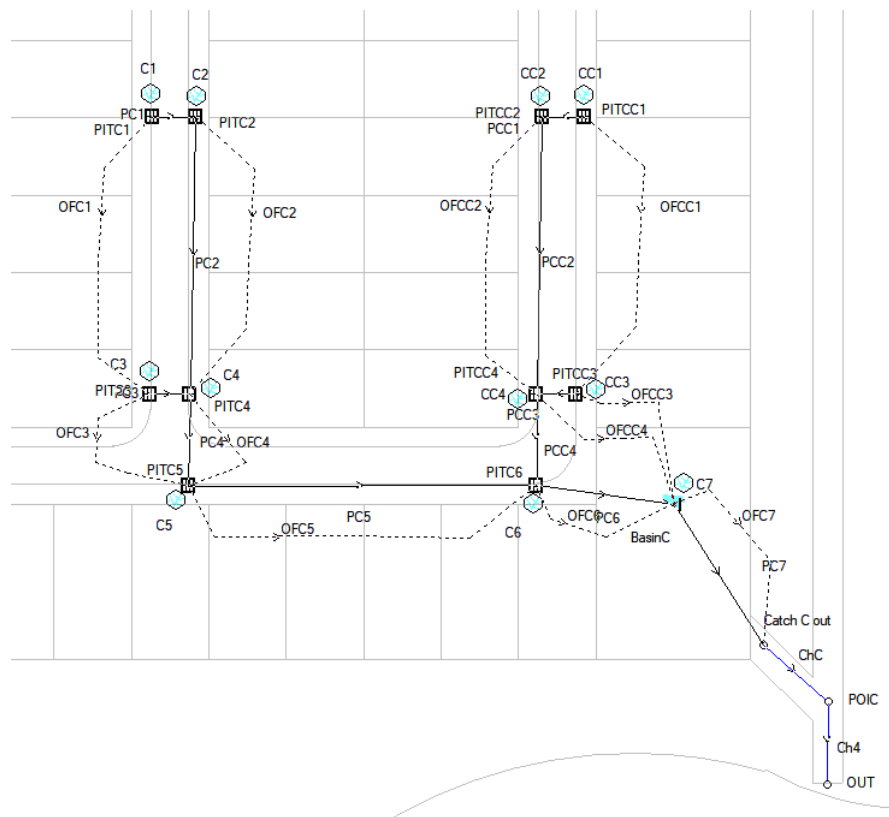 C1
C2
CC2
CC1
PC1
PITC1
PITC2
PITCC2
PCC1
PITCC1
OFC1
OFC2
OFCC2
OFCC1
PC2
PCC2
C3
C4
PITCC4
PITCC3
CC3
PC3
PITC4
CC4
PCC3
OFCC3
OFC3
PC4
OFC4
PCC4
OFCC4
PITC5
PITC6
C7
C5
PC5
OFC5
C6
OFC6
PC6
BasinC
OFC7
PC7
Catch C out
ChC
POIC
Ch4
OUT